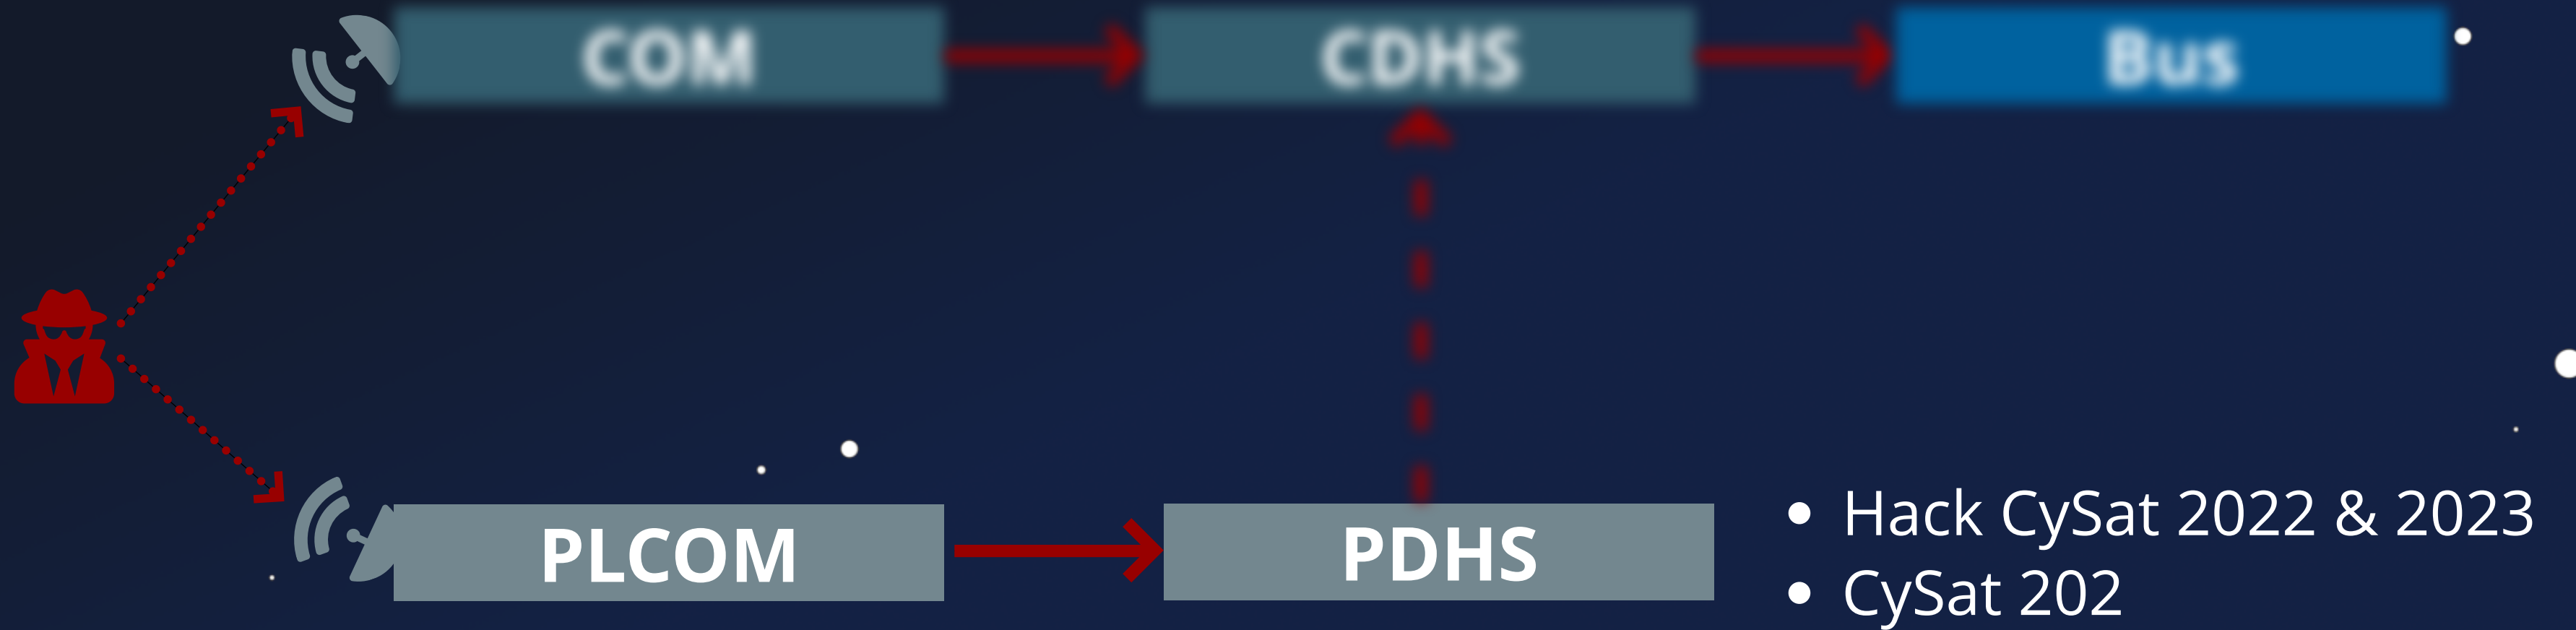 COM
CDHS
Bus
PLCOM
PDHS
• Hack CySat 2022 & 2023
• CySat 202